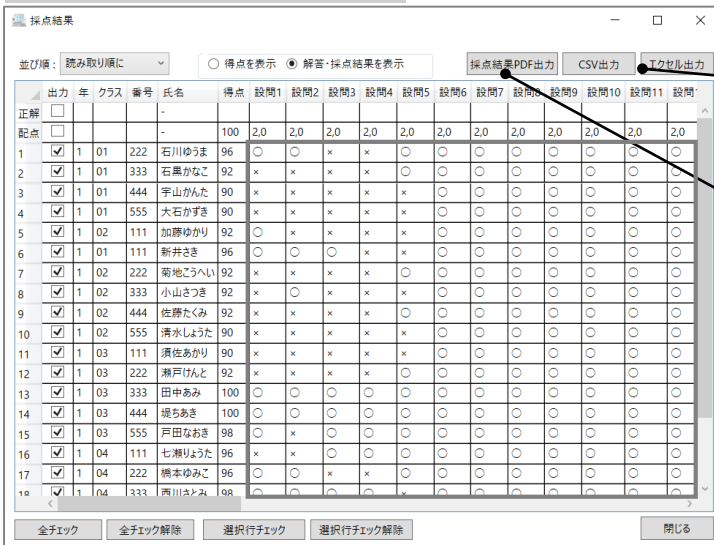 採点結果
並び順： 読み取り順に 得点を表示 解答・採点結果を表示 採点結果PDF出力 CSV出力 エクセル出力
出力 年 クラス 番号 氏名 得点 設問1 設問2 設問3 設問4 設問5 設問6 設問7 設問8 設問9 設問10 設問11 設問
正解 -
配点 - 100 2,0 2,0 2,0 2,0 2,0 2,0 2,0 2,0 2,0 2,0 2,0 2,0
1 1 01 222 石川ゆうま 96 ○ ○ × × ○ ○ ○ ○ ○ ○ ○ ○
2 1 01 333 石黒かなこ 92 × × × × ○ ○ ○ ○ ○ ○ ○ ○
3 1 01 444 宇山かんた 90 × × × × × ○ ○ ○ ○ ○ ○ ○
4 1 01 555 大石かずき 90 × × × × × ○ ○ ○ ○ ○ ○ ○
5 1 02 111 加藤ゆかり 92 ○ × × × × ○ ○ ○ ○ ○ ○ ○
6 1 01 111 新井さき 96 ○ ○ ○ × × ○ ○ ○ ○ ○ ○ ○
7 1 02 222 菊地こうへい 92 × × × × ○ ○ ○ ○ ○ ○ ○ ○
8 1 02 333 小山さつき 92 × ○ × × × ○ ○ ○ ○ ○ ○ ○
9 1 02 444 佐藤たくみ 92 × × × × ○ ○ ○ ○ ○ ○ ○ ○
10 1 02 555 清水しょうた 90 × × × × × ○ ○ ○ ○ ○ ○ ○
11 1 03 111 須佐あかり 90 × × × × × ○ ○ ○ ○ ○ ○ ○
12 1 03 222 瀬戸けんと 92 × × × × ○ ○ ○ ○ ○ ○ ○ ○
13 1 03 333 田中あみ 100 ○ ○ ○ ○ ○ ○ ○ ○ ○ ○ ○ ○
14 1 03 444 堤ちあき 100 ○ ○ ○ ○ ○ ○ ○ ○ ○ ○ ○ ○
15 1 03 555 戸田なおき 98 ○ × ○ ○ ○ ○ ○ ○ ○ ○ ○ ○
16 1 04 111 七瀬りょうた 96 × × ○ ○ ○ ○ ○ ○ ○ ○ ○ ○
17 1 04 222 橋本ゆみこ 96 ○ ○ × × ○ ○ ○ ○ ○ ○ ○ ○
18 1 04 333 西川さとみ 98 ○ ○ ○ ○ × ○ ○ ○ ○ ○ ○ ○
全チェック 全チェック解除 選択行チェック 選択行チェック解除 閉じる